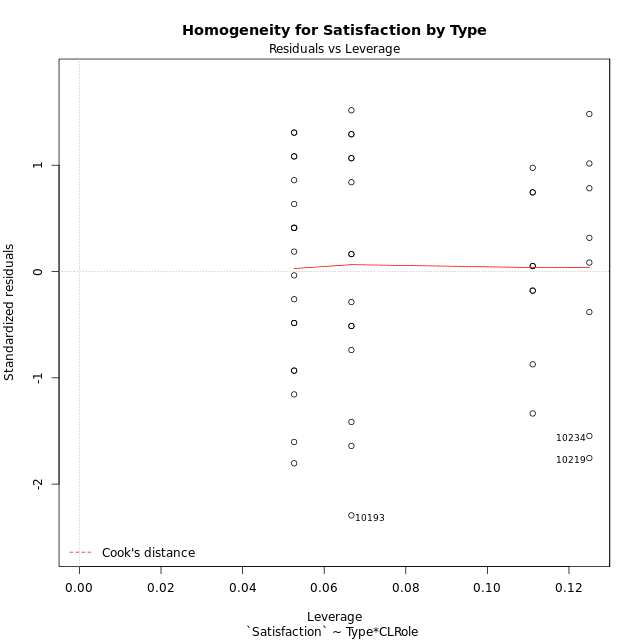 Homogeneity for Satisfaction by Type
Residuals vs Leverage
Standardized residuals
1
0
-1
-2
10234
10219
10193
Cook's distance
0.00 0.02 0.04 0.06 0.08 0.10 0.12
Leverage
`Satisfaction` ~ Type*CLRole